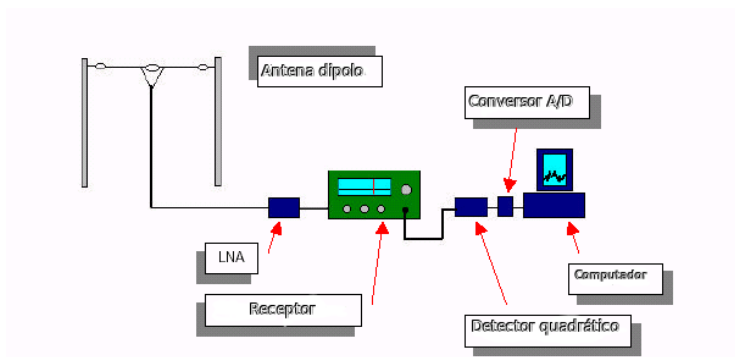 Antena dipolo
Conversor A/D
LNA
Computador
Receptor
Detector quadrático